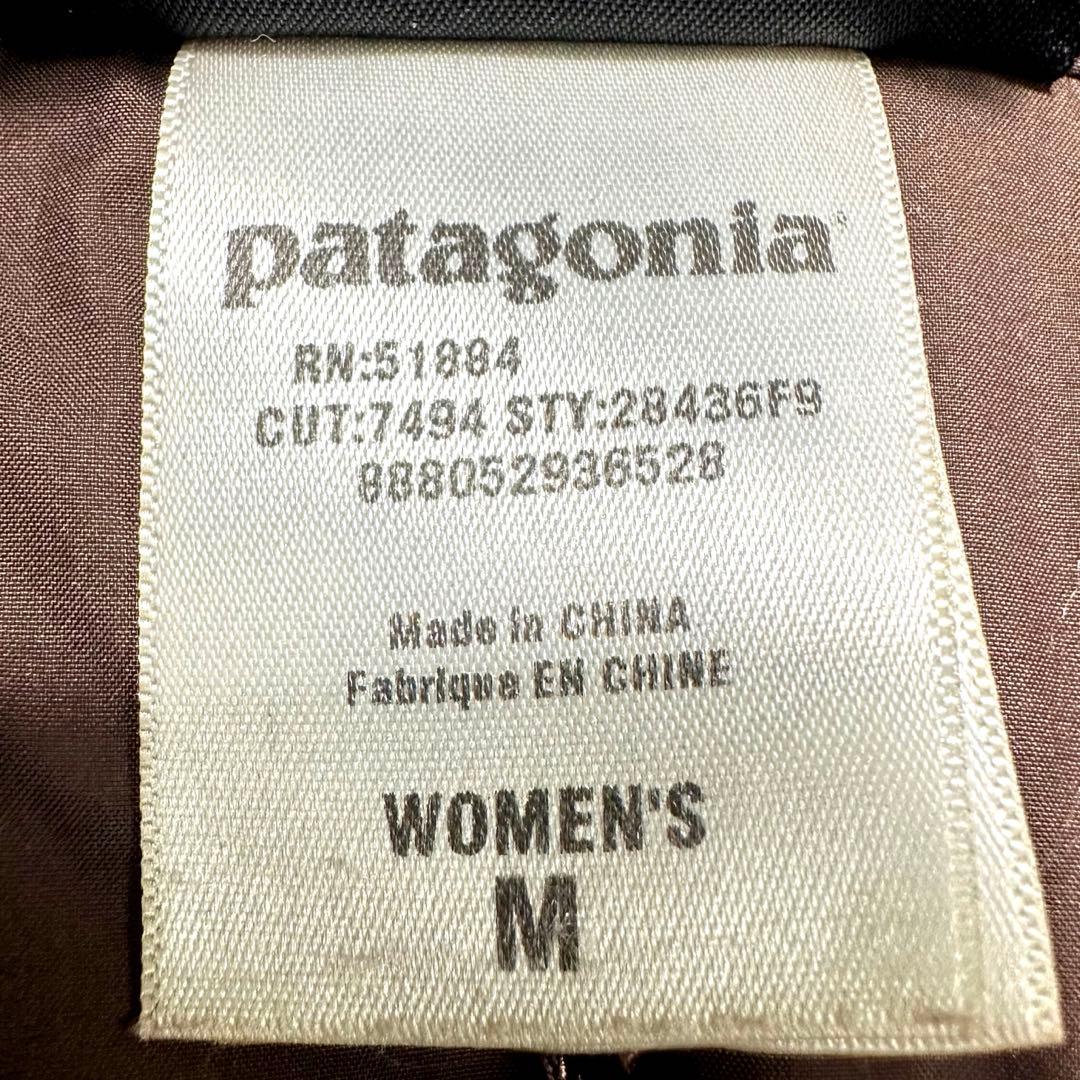 patagonia
RN:51884
CUT:7494 STY:28436F9
888052936528
Made in CHINA
Fabrique EN CHINE
WOMEN'S
M